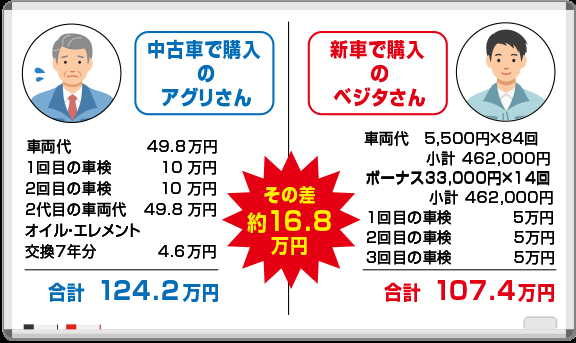 中古車で購入
の
アグリさん
車両代 49.8万円
1回目の車検 10万円
2回目の車検 10万円
2代目の車両代 49.8万円
オイル・エレメント
交換7年分 4.6万円
合計 124.2万円
その差
約16.8
万円
新車で購入
の
ベジタさん
車両代 5,500円×84回
小計 462,000円
ボーナス33,000円×14回
小計 462,000円
1回目の車検 5万円
2回目の車検 5万円
3回目の車検 5万円
合計 107.4万円